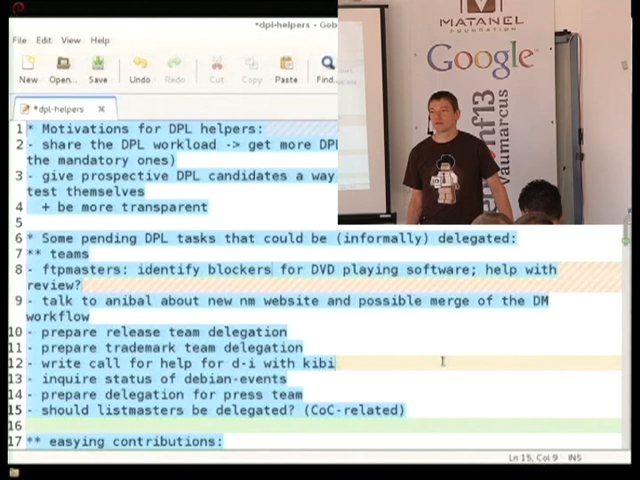 *dpl-helpers - Gob
File Edit View Help
New Open... Save Undo Redo Cut Copy Paste Find..
*dpl-helpers x
1 * Motivations for DPL helpers:
2 - share the DPL workload -> get more DPL
the mandatory ones)
3 - give prospective DPL candidates a way
test themselves
4 + be more transparent
5
6 * Some pending DPL tasks that could be (informally) delegated:
7 ** teams
8 - ftpmasters: identify blockers for DVD playing software; help with
review?
9 - talk to anibal about new nm website and possible merge of the DM
workflow
10 - prepare release team delegation
11 - prepare trademark team delegation
12 - write call for help for d-i with kibi
13 - inquire status of debian-events
14 - prepare delegation for press team
15 - should listmasters be delegated? (CoC-related)
16
17 ** easying contributions:
Ln 15, Col 9 INS
MATANEL
FOUNDATION
Google
nf13
vaumarcus